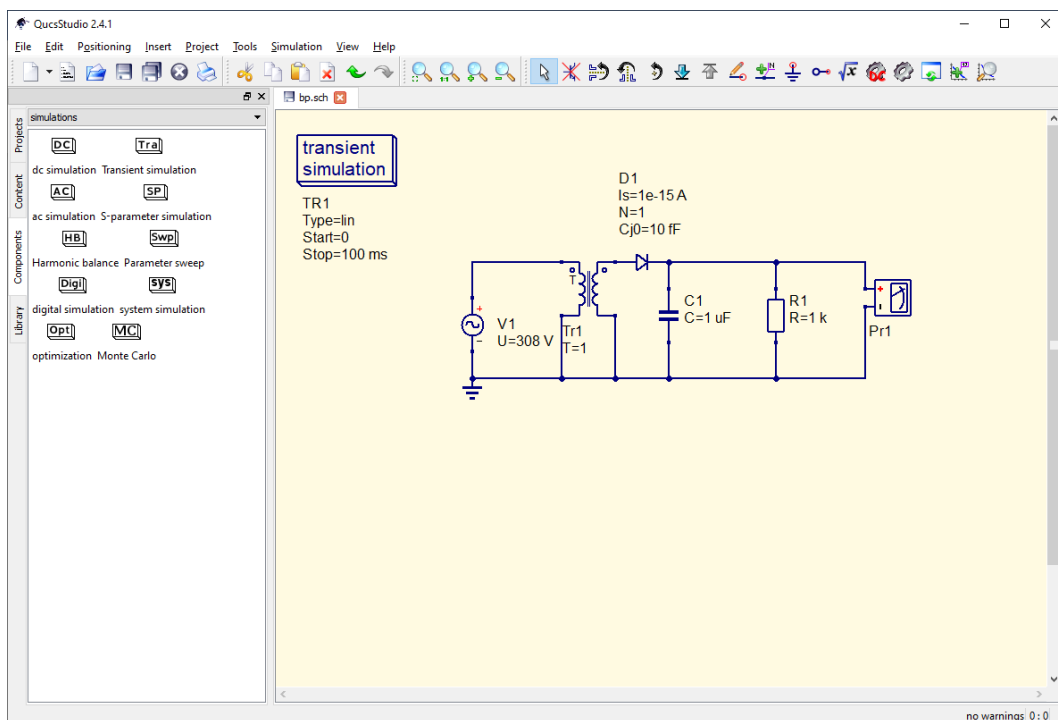 QucsStudio 2.4.1
File Edit Positioning Insert Project Tools Simulation View Help
bp.sch
Projects
Content
Components
Library
simulations
DC Tra
dc simulation Transient simulation
AC SP
ac simulation S-parameter simulation
HB Swp
Harmonic balance Parameter sweep
Digi sys
digital simulation system simulation
Opt MC
optimization Monte Carlo
transient
simulation
TR1
Type=lin
Start=0
Stop=100 ms
D1
Is=1e-15 A
N=1
Cj0=10 fF
T
V1
U=308 V
Tr1
T=1
C1
C=1 uF
R1
R=1 k
Pr1
no warnings 0 : 0